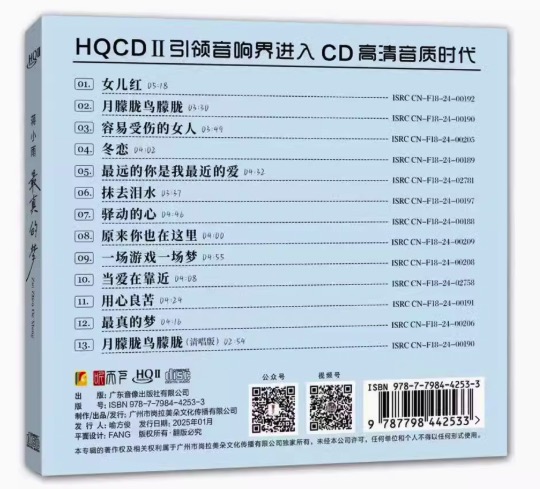 HQCD II 引领音响界进入 CD 高清音质时代
01. 女儿红 05:18 ISRC CN-F18-24-00192
02. 月朦胧鸟朦胧 03:50 ISRC CN-F18-24-00190
03. 容易受伤的女人 03:49 ISRC CN-F18-24-00205
04. 冬恋 04:02 ISRC CN-F18-24-00189
05. 最远的你是我最近的爱 04:32 ISRC CN-F18-24-02781
06. 抹去泪水 03:37 ISRC CN-F18-24-00197
07. 驿动的心 04:46 ISRC CN-F18-24-00188
08. 原来你也在这里 04:00 ISRC CN-F18-24-00209
09. 一场游戏一场梦 04:55 ISRC CN-F18-24-00208
10. 当爱在靠近 04:08 ISRC CN-F18-24-02758
11. 用心良苦 04:24 ISRC CN-F18-24-00191
12. 最真的梦 04:16 ISRC CN-F18-24-00206
13. 月朦胧鸟朦胧(清唱版) 02:54 ISRC CN-F18-24-00190
HQ II
蒋小雨
最真的梦
Zui Zhen De Meng
HQ II
公众号
视频号
出 版: 广东音像出版社有限公司
版 号: ISBN 978-7-7984-4253-3
制作/出品/发行: 广州市岗拉美朵文化传播有限公司
发 行 人: 喻方俊 发行日期: 2025年01月
平面设计: FANG 版权所有·翻版必究
本专辑的著作权及相关权利属于广州市岗拉美朵文化传播有限公司独家所有,未经本公司许可,任何单位和个人不得以任何形式使用。
ISBN 978-7-7984-4253-3
9 787798 442533